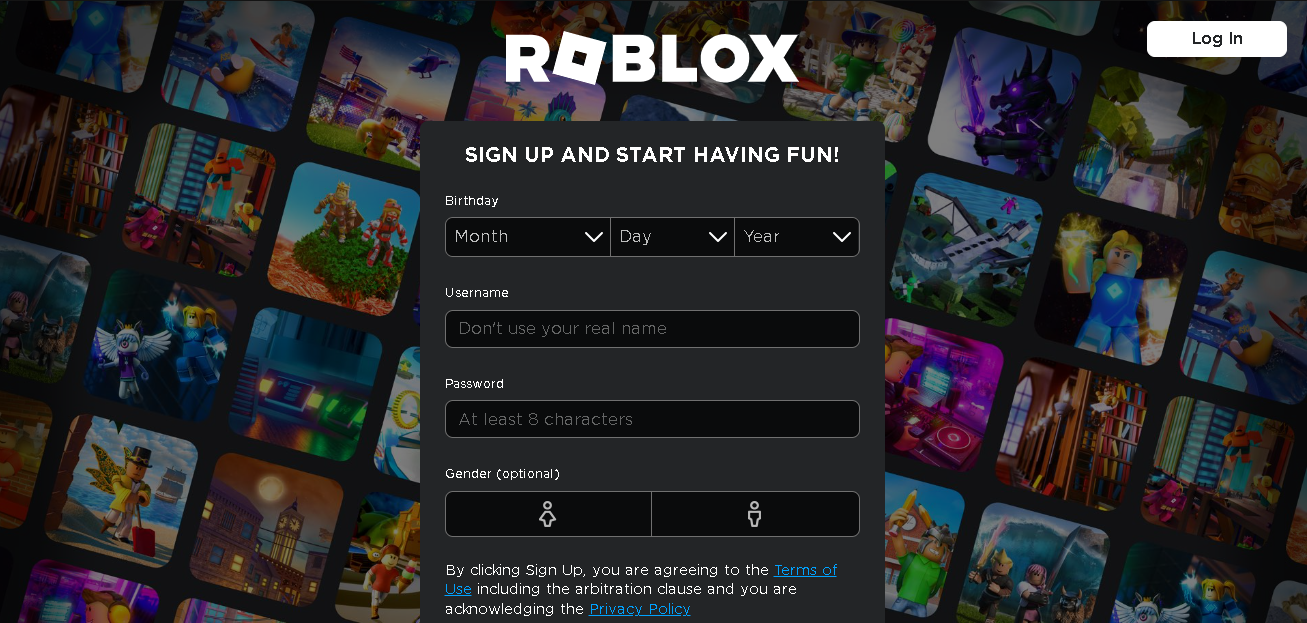 ROBLOX
Log In
SIGN UP AND START HAVING FUN!
Birthday
Month Day Year
Username
Don't use your real name
Password
At least 8 characters
Gender (optional)
By clicking Sign Up, you are agreeing to the Terms of
Use including the arbitration clause and you are
acknowledging the Privacy Policy